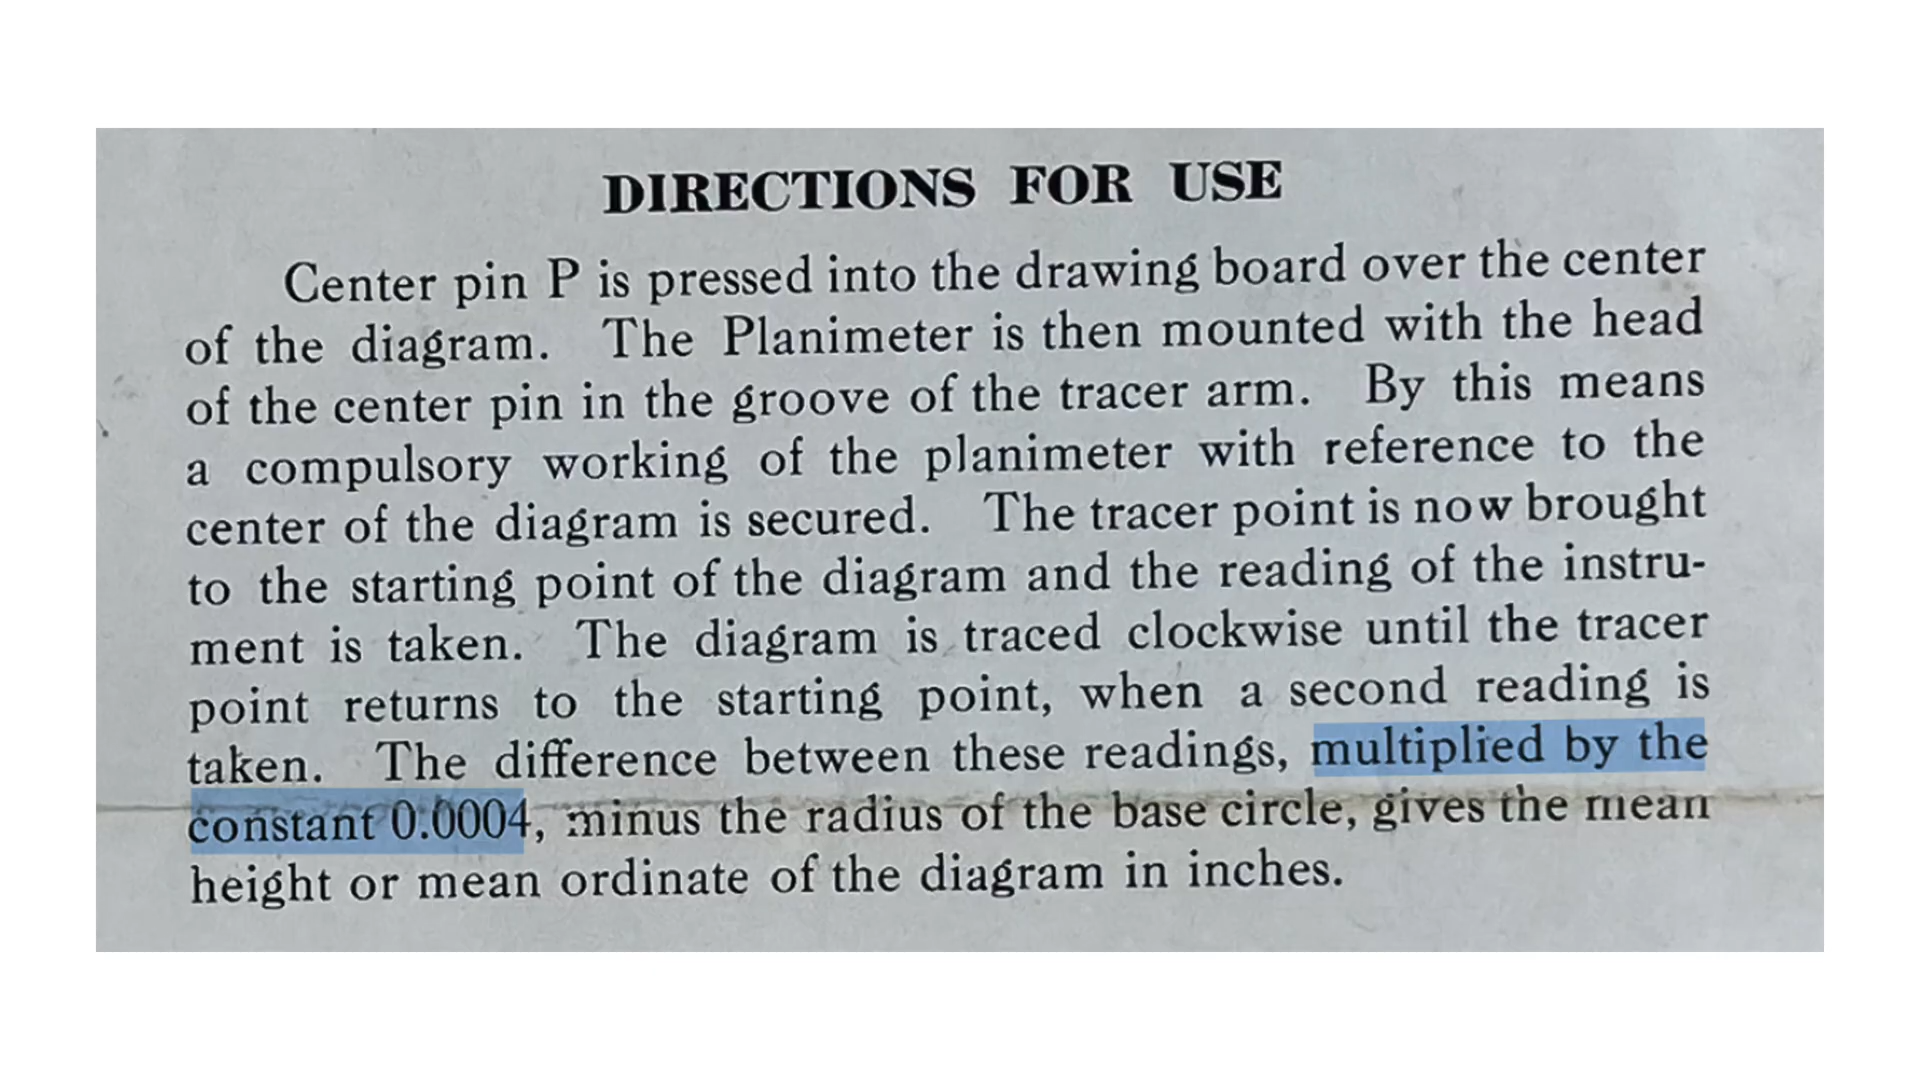 DIRECTIONS FOR USE
Center pin P is pressed into the drawing board over the center
of the diagram. The Planimeter is then mounted with the head
of the center pin in the groove of the tracer arm. By this means
a compulsory working of the planimeter with reference to the
center of the diagram is secured. The tracer point is now brought
to the starting point of the diagram and the reading of the instru-
ment is taken. The diagram is traced clockwise until the tracer
point returns to the starting point, when a second reading is
taken. The difference between these readings, multiplied by the
constant 0.0004, minus the radius of the base circle, gives the mean
height or mean ordinate of the diagram in inches.